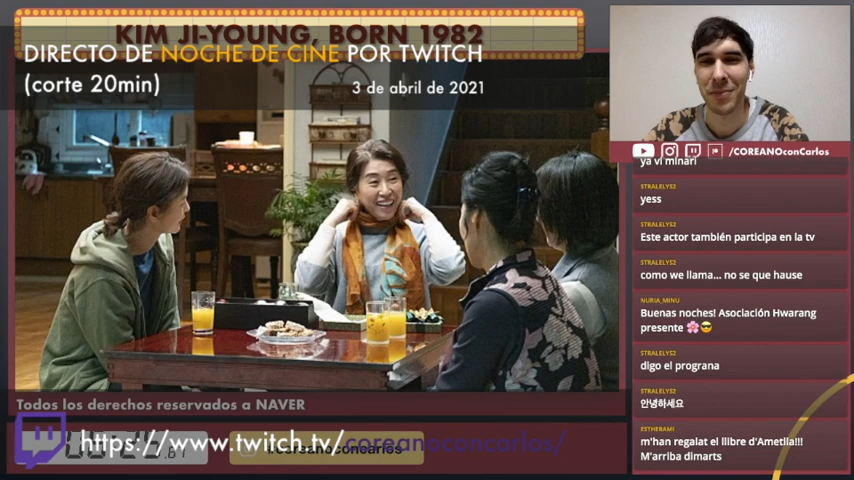 KIM JI-YOUNG, BORN 1982
DIRECTO DE NOCHE DE CINE POR TWITCH
(corte 20min)
3 de abril de 2021
/COREANOconCarlos
ya vi minari
STRALELYS2
yess
STRALELYS2
Este actor también participa en la tv
STRALELYS2
como we llama... no se que hause
NURIA_MINU
Buenas noches! Asociación Hwarang
presente 🌸😎
STRALELYS2
digo el prograna
STRALELYS2
안녕하세요
ESTHERAMI
m'han regalat el llibre d'Ametlla!!!
M'arriba dimarts
Todos los derechos reservados a NAVER
https://www.twitch.tv/coreanoconcarlos/